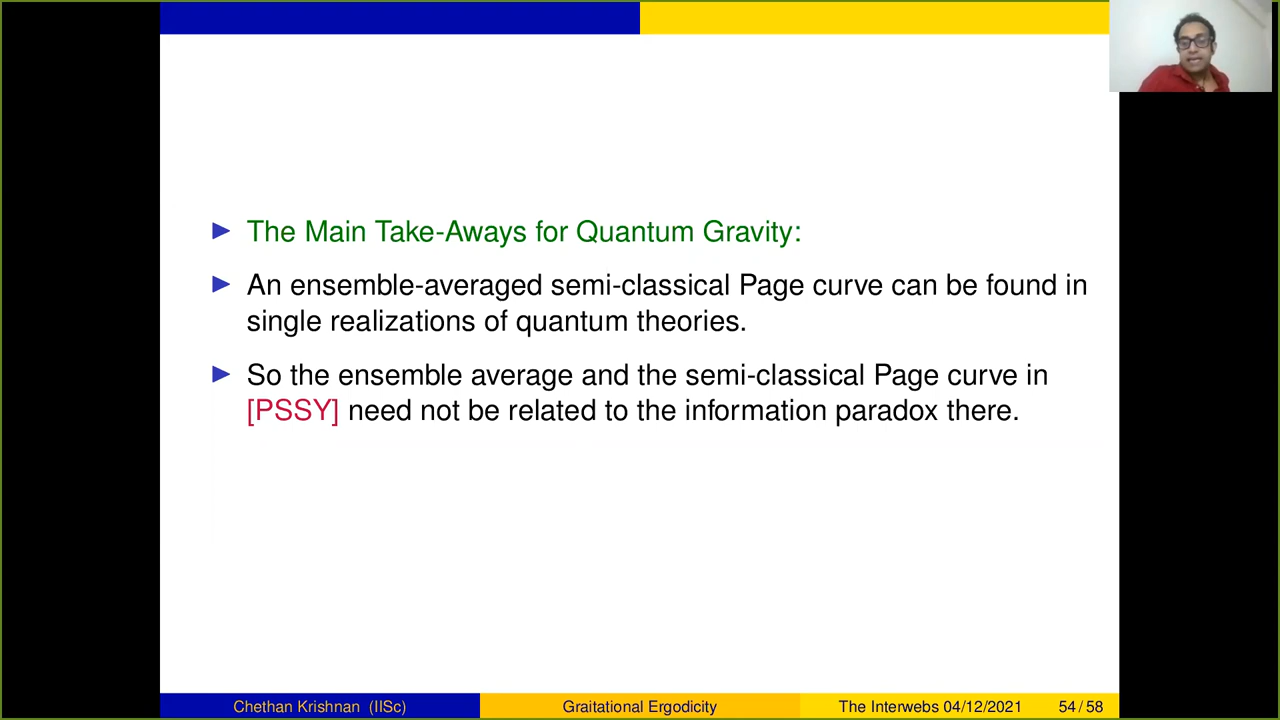 The Main Take-Aways for Quantum Gravity:
An ensemble-averaged semi-classical Page curve can be found in
single realizations of quantum theories.
So the ensemble average and the semi-classical Page curve in
[PSSY] need not be related to the information paradox there.
Chethan Krishnan (IISc)
Graitational Ergodicity
The Interwebs 04/12/2021
54/58